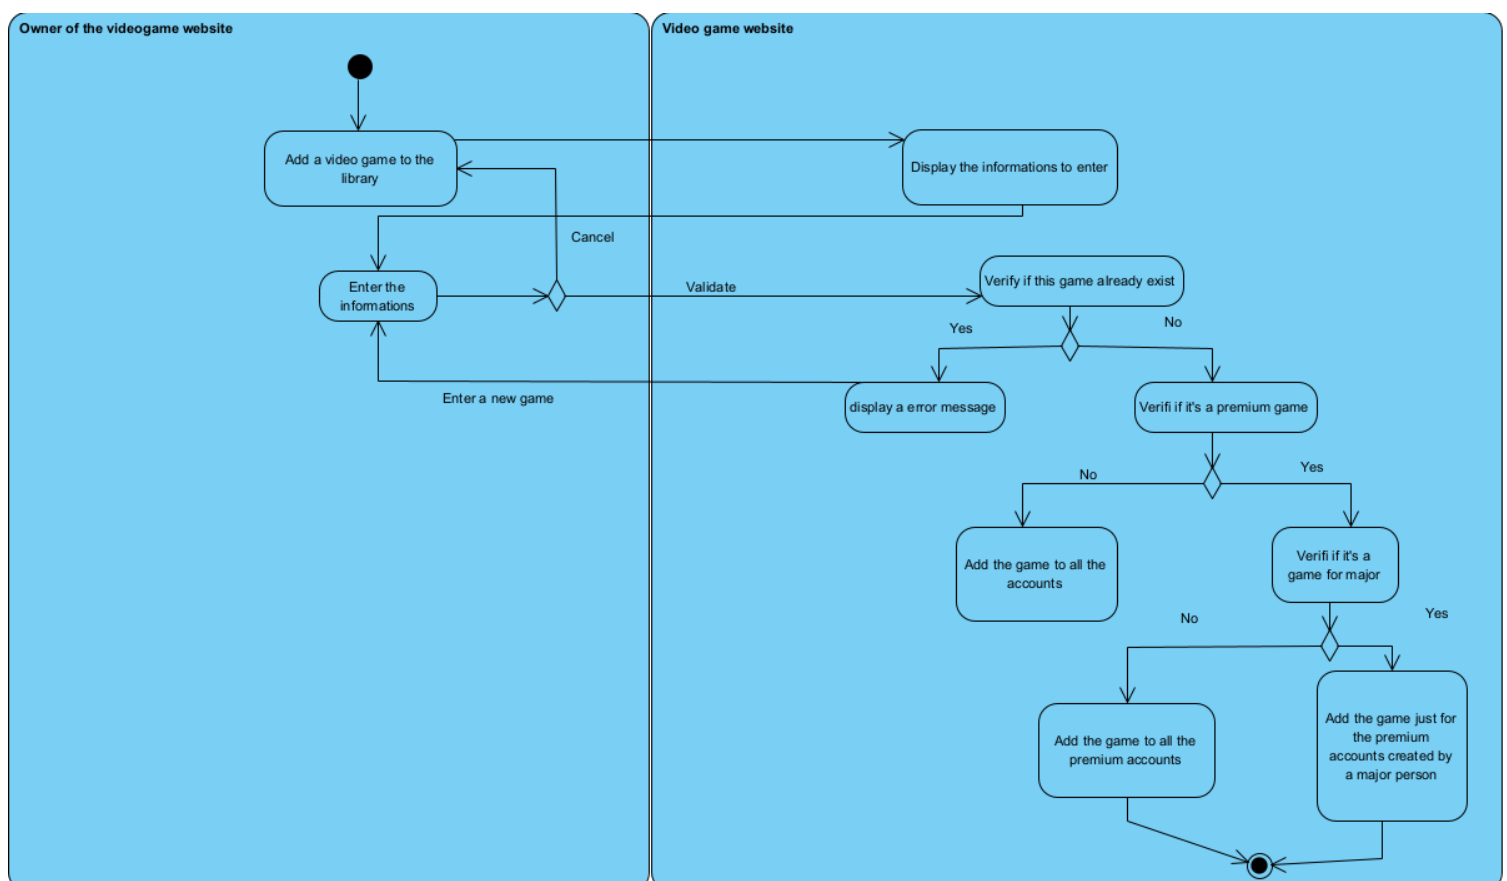 Owner of the videogame website
Video game website
Add a video game to the
library
Display the informations to enter
Cancel
Enter the
informations
Validate
Verify if this game already exist
Yes
No
Enter a new game
display a error message
Verifi if it's a premium game
No
Yes
Add the game to all the
accounts
Verifi if it's a
game for major
No
Yes
Add the game to all the
premium accounts
Add the game just for
the premium
accounts created by
a major person